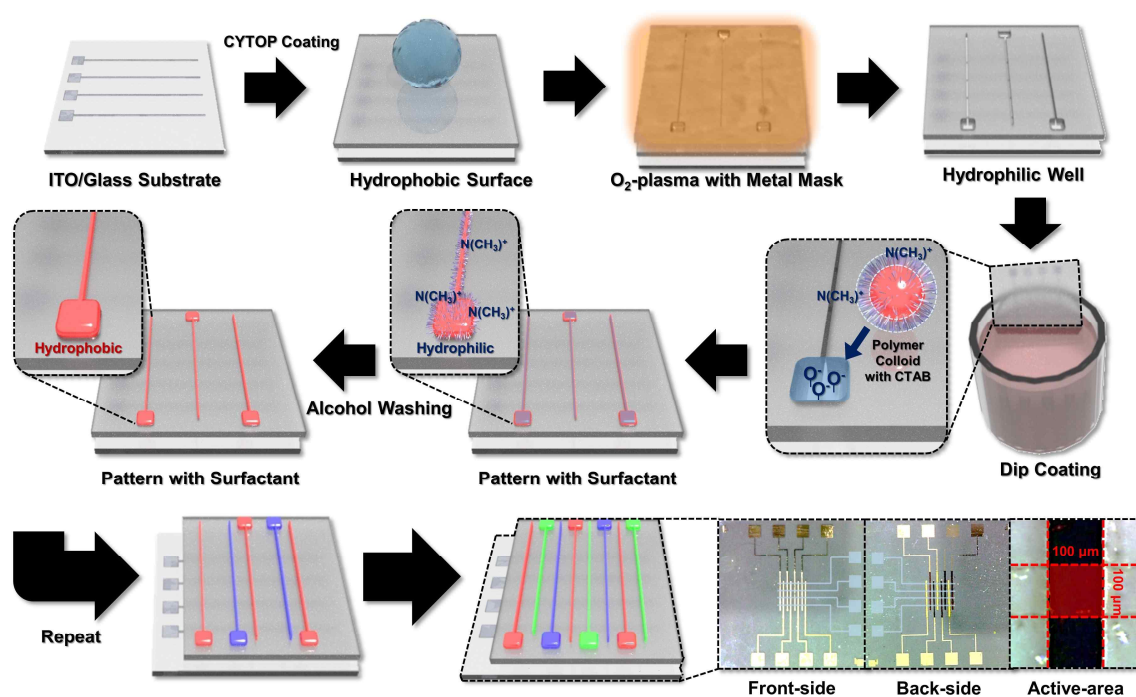 CYTOP Coating
ITO/Glass Substrate
Hydrophobic Surface
O₂-plasma with Metal Mask
Hydrophilic Well
N(CH₃)⁺
N(CH₃)⁺
Polymer
Colloid
with CTAB
O⁻
O⁻
O⁻
Dip Coating
N(CH₃)⁺
N(CH₃)⁺
N(CH₃)⁺
Hydrophilic
Pattern with Surfactant
Alcohol Washing
Hydrophobic
Pattern with Surfactant
Repeat
100 μm
100 μm
Front-side
Back-side
Active-area